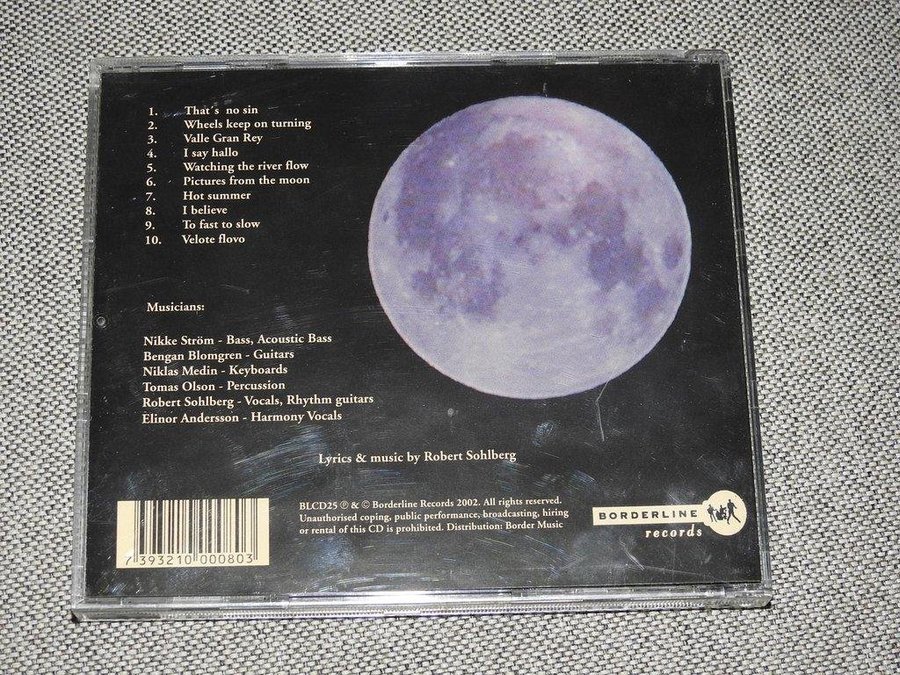 1. That´s no sin
2. Wheels keep on turning
3. Valle Gran Rey
4. I say hallo
5. Watching the river flow
6. Pictures from the moon
7. Hot summer
8. I believe
9. To fast to slow
10. Velote flovo
Musicians:
Nikke Ström - Bass, Acoustic Bass
Bengan Blomgren - Guitars
Niklas Medin - Keyboards
Tomas Olson - Percussion
Robert Sohlberg - Vocals, Rhythm guitars
Elinor Andersson - Harmony Vocals
Lyrics & music by Robert Sohlberg
BLCD25 ℗ & © Borderline Records 2002. All rights reserved.
Unauthorised coping, public performance, broadcasting, hiring
or rental of this CD is prohibited. Distribution: Border Music
7 393210 000803
BORDERLINE
records